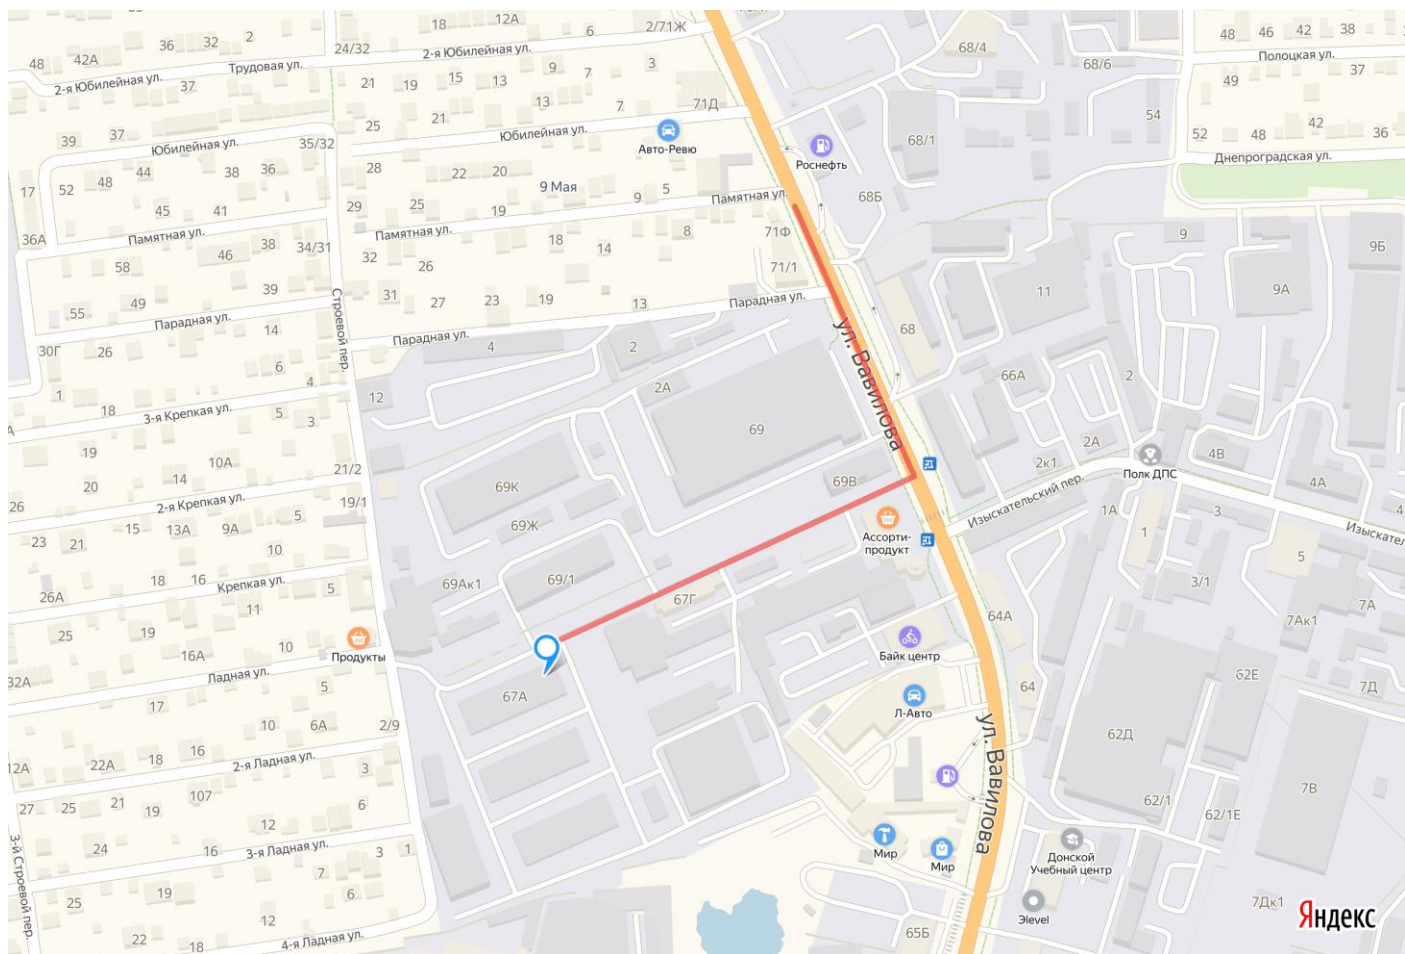 18
12А
6
2/71Ж
36
32
2
24/32
2-я Юбилейная ул.
68/4
48
46
42
38
48
42А
Трудовая ул.
68/6
Полоцкая ул.
37
2-я Юбилейная ул.
37
21
19
15
13
9
7
3
49
13
7
71Д
54
39
37
25
21
Юбилейная ул.
Авто-Ревю
Роснефть
68/1
52
48
42
36
Юбилейная ул.
35/32
Днепроградская ул.
17
52
48
44
38
36
28
22
20
9 Мая
9
5
68Б
45
41
29
25
19
Памятная ул.
36А
Памятная ул.
46
38
34/31
Памятная ул.
18
14
8
71Ф
9
9Б
58
32
26
71/1
55
49
39
31
27
23
19
13
Парадная ул.
11
9А
Парадная ул.
14
Строевой пер.
Парадная ул.
4
2
ул. Вавилова
68
30Г
26
6
1
18
3-я Крепкая ул.
5
4
3
12
2А
66А
2
19
10А
69
2А
20
14
21/2
69К
69В
2к1
Полк ДПС
4В
4А
26
2-я Крепкая ул.
19/1
15
13А
9А
5
69Ж
Ассорти-
продукт
Изыскательский пер.
1А
1
3
4
Изыскательск
23
21
10
18
16
Крепкая ул.
5
69Ак1
69/1
67Г
3/1
5
26А
11
7А
25
19
10
64А
7Ак1
16А
Продукты
Байк центр
32А
Ладная ул.
67А
64
62Е
7Д
17
5
Л-Авто
10
6А
2/9
ул. Вавилова
62Д
16
12А
22А
18
2-я Ладная ул.
3
7В
27
25
21
19
107
6
62/1
62/1Е
3-й Строевой пер.
12
24
16
3-я Ладная ул.
3
1
Мир
Мир
Донской
Учебный центр
7
25
19
6
12
Элевел
7Дк1
Яндекс
22
18
4-я Ладная ул.
65Б